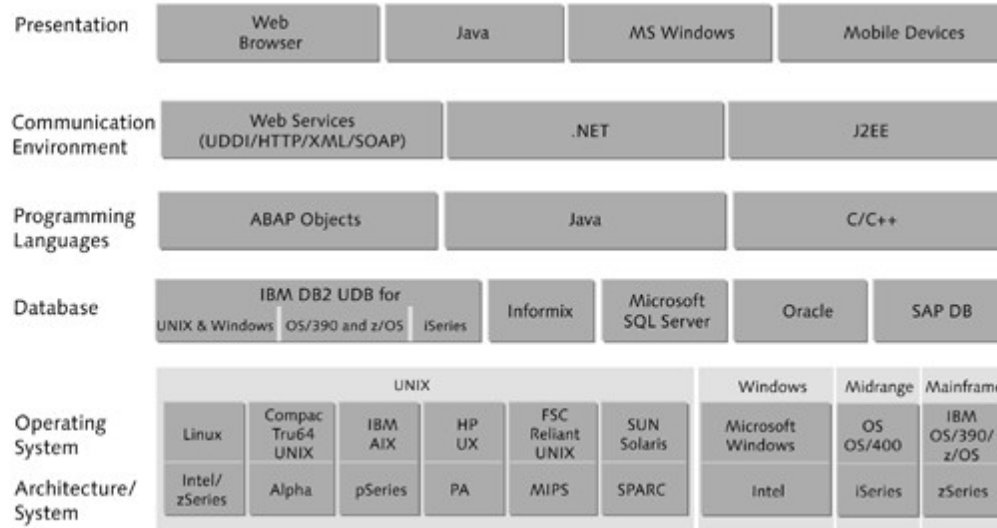 Presentation
Web
Browser
Java
MS Windows
Mobile Devices
Communication
Environment
Web Services
(UDDI/HTTP/XML/SOAP)
.NET
J2EE
Programming
Languages
ABAP Objects
Java
C/C++
Database
IBM DB2 UDB for
UNIX & Windows
OS/390 and z/OS
iSeries
Informix
Microsoft
SQL Server
Oracle
SAP DB
UNIX
Windows
Midrange
Mainframe
Operating
System
Linux
Compac
Tru64
UNIX
IBM
AIX
HP
UX
FSC
Reliant
UNIX
SUN
Solaris
Microsoft
Windows
OS
OS/400
IBM
OS/390/
z/OS
Architecture/
System
Intel/
zSeries
Alpha
pSeries
PA
MIPS
SPARC
Intel
iSeries
zSeries